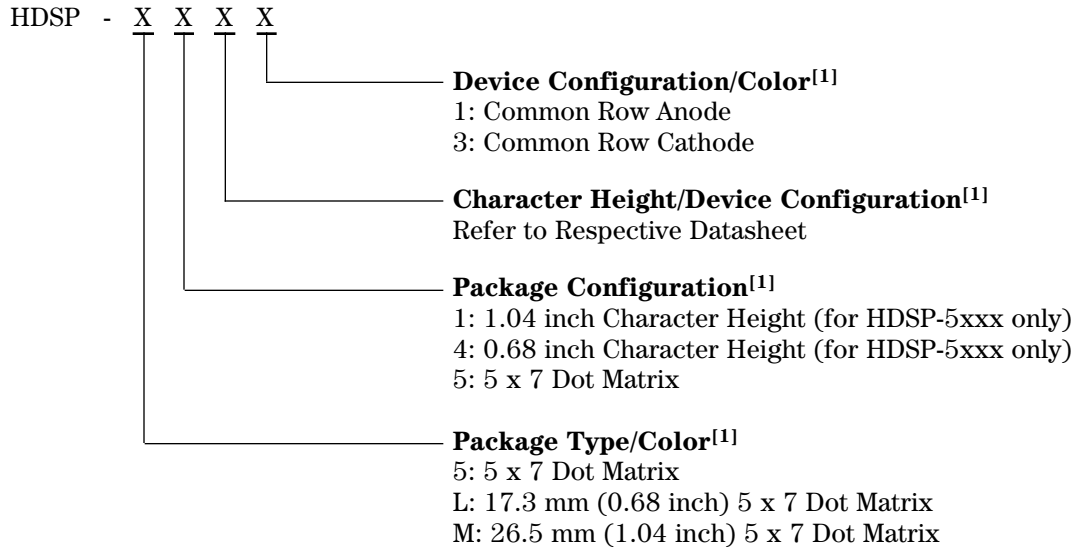 HDSP - X X X X
Device Configuration/Color[1]
1: Common Row Anode
3: Common Row Cathode
Character Height/Device Configuration[1]
Refer to Respective Datasheet
Package Configuration[1]
1: 1.04 inch Character Height (for HDSP-5xxx only)
4: 0.68 inch Character Height (for HDSP-5xxx only)
5: 5 x 7 Dot Matrix
Package Type/Color[1]
5: 5 x 7 Dot Matrix
L: 17.3 mm (0.68 inch) 5 x 7 Dot Matrix
M: 26.5 mm (1.04 inch) 5 x 7 Dot Matrix